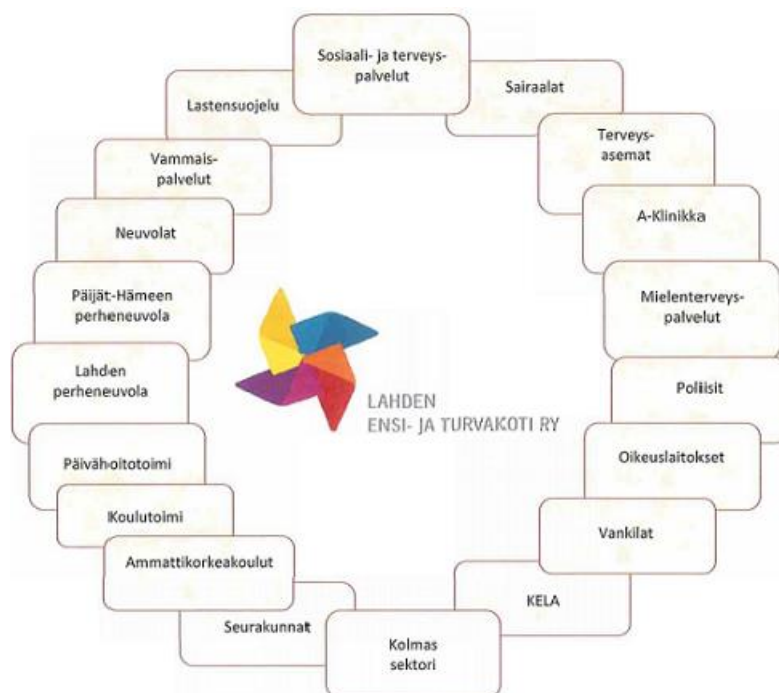 Sosiaali- ja terveys-
palvelut
Sairaalat
Terveys-
asemat
A-Klinikka
Mielenterveys-
palvelut
Poliisit
Oikeuslaitokset
Vankilat
KELA
Kolmas
sektori
Seurakunnat
Ammattikorkeakoulut
Koulutoimi
Päivähoitotoimi
Lahden
perheneuvola
Päijät-Hämeen
perheneuvola
Neuvolat
Vammais-
palvelut
Lastensuojelu
LAHDEN
ENSI- JA TURVAKOTI RY